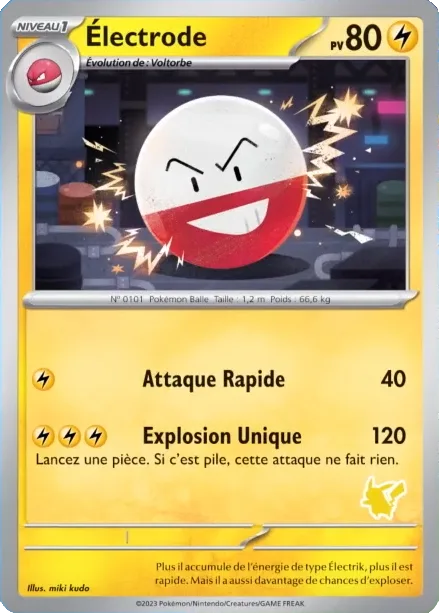 NIVEAU 1
Électrode
PV 80
Évolution de : Voltorbe
N° 0101 Pokémon Balle Taille : 1,2 m Poids : 66,6 kg
Attaque Rapide 40
Explosion Unique 120
Lancez une pièce. Si c'est pile, cette attaque ne fait rien.
Plus il accumule de l'énergie de type Électrik, plus il est
rapide. Mais il a aussi davantage de chances d'exploser.
Illus. miki kudo
©2023 Pokémon/Nintendo/Creatures/GAME FREAK